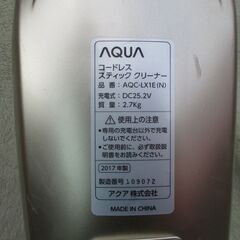 AQUA
コードレス
スティック クリーナー
品 番：AQC-LX1E(N)
充電式：DC25.2V
質 量：2.7Kg
⚠ 使用上の注意
●専用の充電台以外では充電
しないでください。
●ご使用の前に必ず取扱説
明書をお読みください。
2017年製
製造番号 109072
アクア株式会社
MADE IN CHINA